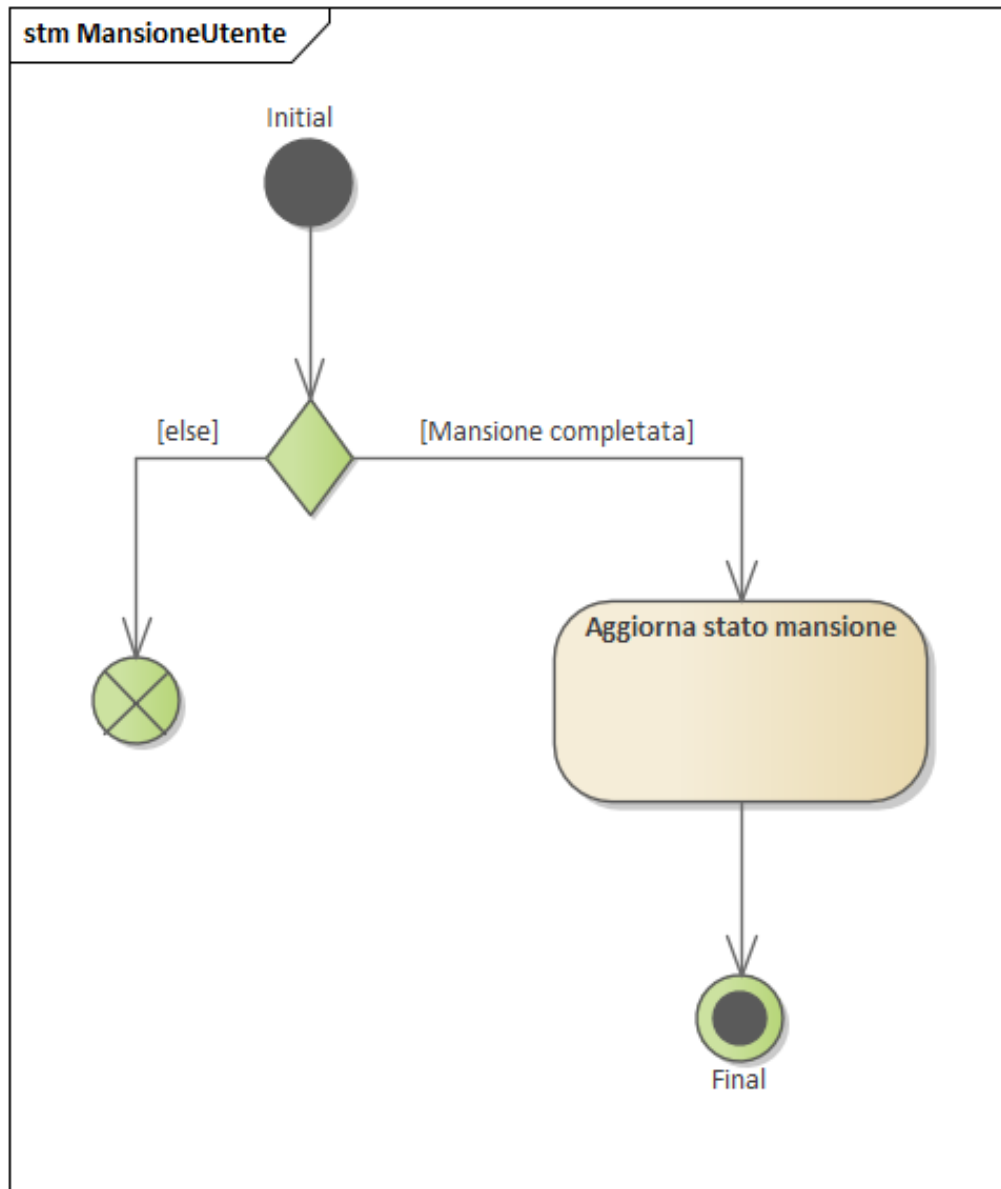 stm MansioneUtente
Initial
[else]
[Mansione completata]
Aggiorna stato mansione
Final